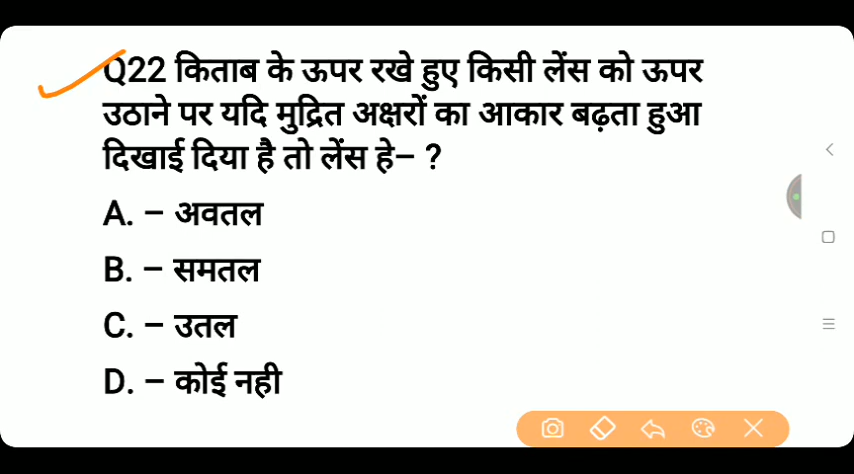 Q22 किताब के ऊपर रखे हुए किसी लेंस को ऊपर
उठाने पर यदि मुद्रित अक्षरों का आकार बढ़ता हुआ
दिखाई दिया है तो लेंस हे– ?
A. – अवतल
B. – समतल
C. – उतल
D. – कोई नही